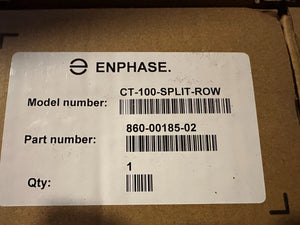 ENPHASE.
Model number: CT-100-SPLIT-ROW
Part number: 860-00185-02
Qty: 1